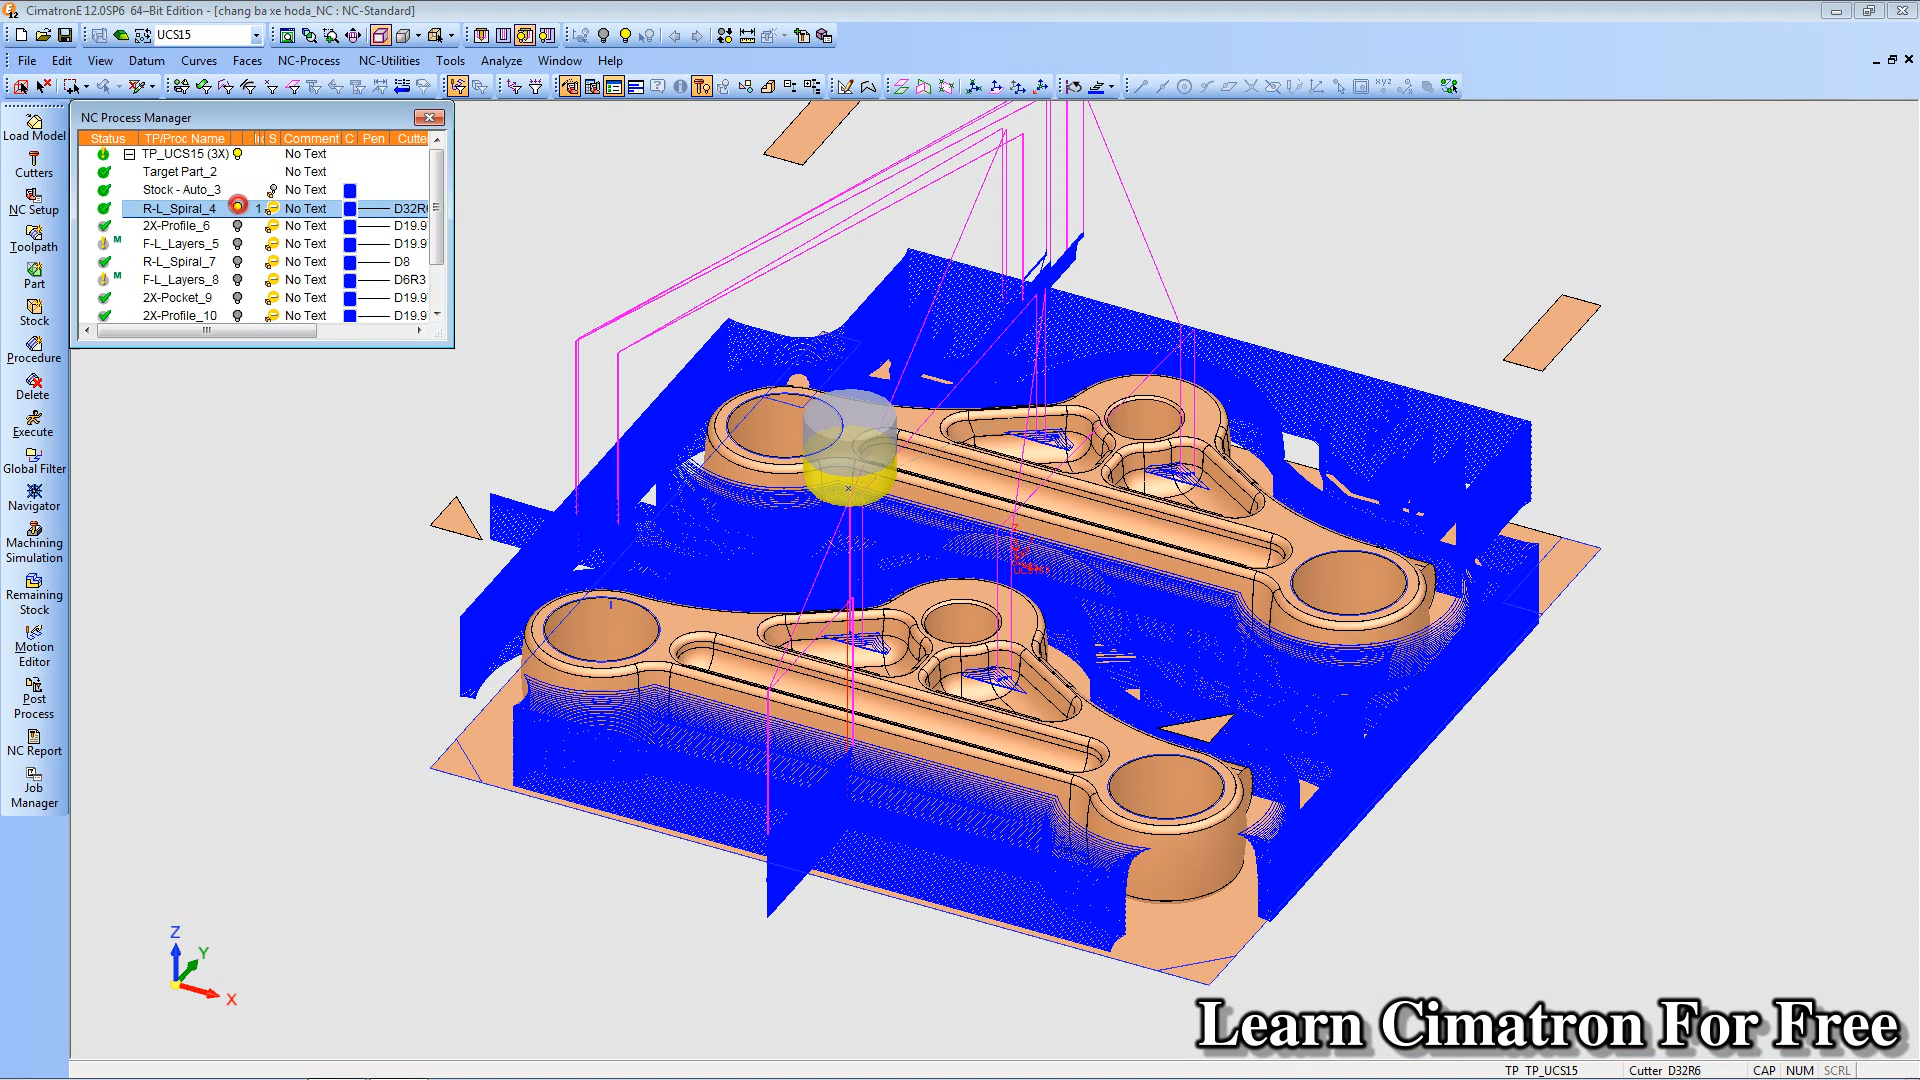 CimatronE 12.0SP6 64–Bit Edition - [chang ba xe hoda_NC : NC-Standard]
UCS15
File Edit View Datum Curves Faces NC-Process NC-Utilities Tools Analyze Window Help
NC Process Manager
Status TP/Proc Name S Comment C Pen Cutte
TP_UCS15 (3X) No Text
Target Part_2 No Text
Stock - Auto_3 No Text
R-L_Spiral_4 1 No Text D32R6
2X-Profile_6 No Text D19.9
F-L_Layers_5 No Text D19.9
R-L_Spiral_7 No Text D8
F-L_Layers_8 No Text D6R3
2X-Pocket_9 No Text D19.9
2X-Profile_10 No Text D19.9
Load Model
Cutters
NC Setup
Toolpath
Part
Stock
Procedure
Delete
Execute
Global Filter
Navigator
Machining
Simulation
Remaining
Stock
Motion
Editor
Post
Process
NC Report
Job
Manager
Z
Y
X
Learn Cimatron For Free
TP TP_UCS15 Cutter D32R6 CAP NUM SCRL